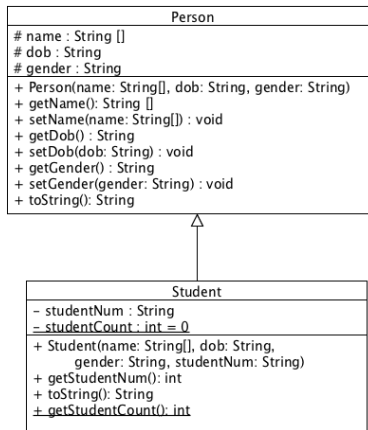 Person
# name : String []
# dob : String
# gender : String
+ Person(name: String[], dob: String, gender: String)
+ getName(): String []
+ setName(name: String[]) : void
+ getDob() : String
+ setDob(dob: String) : void
+ getGender() : String
+ setGender(gender: String) : void
+ toString(): String
Student
– studentNum : String
– studentCount : int = 0
+ Student(name: String[], dob: String,
gender: String, studentNum: String)
+ getStudentNum(): int
+ toString(): String
+ getStudentCount(): int